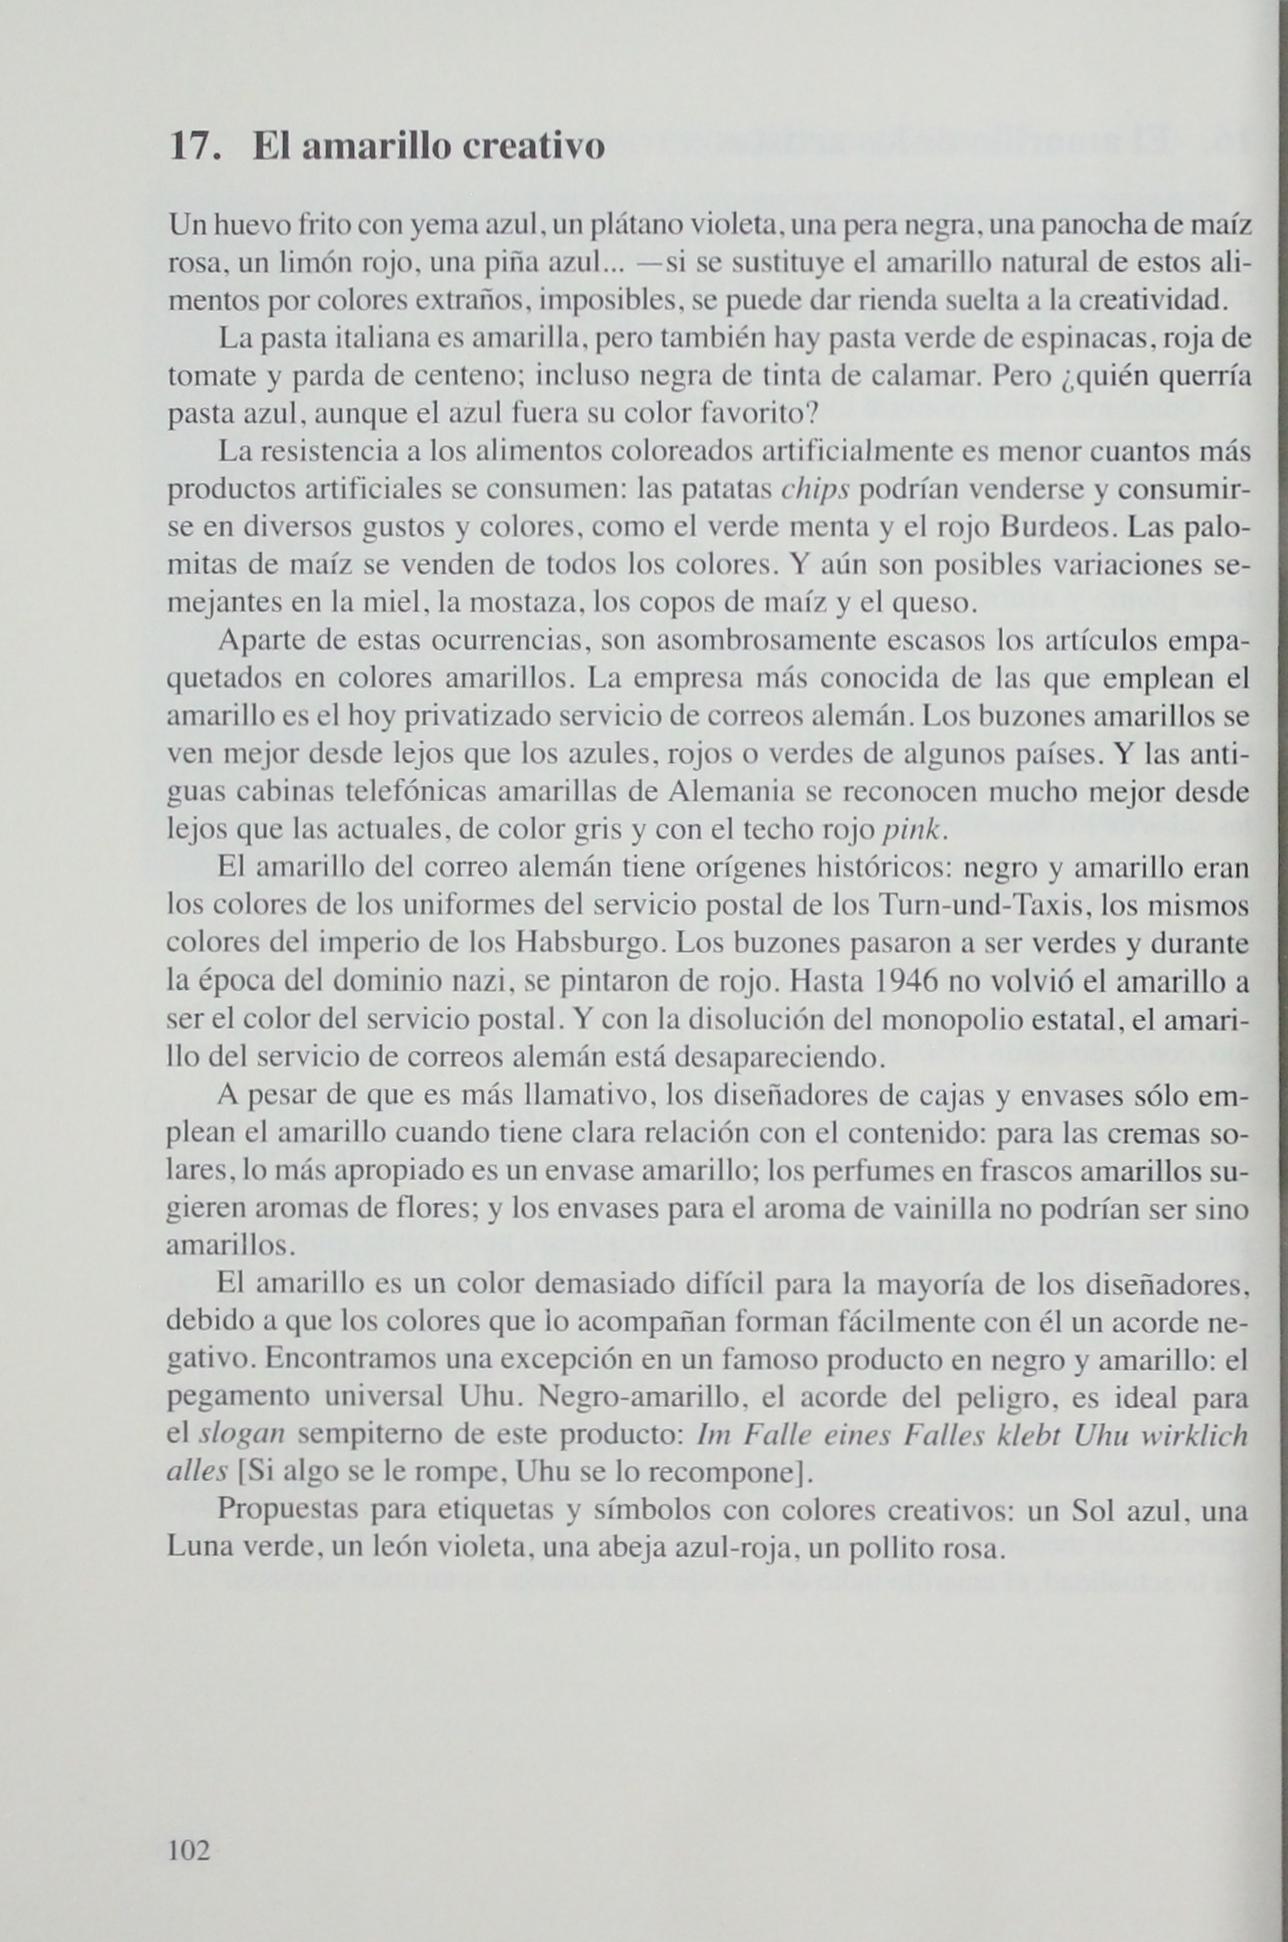 17. El amarillo creativo
Un huevo frito con yema azul, un plátano violeta, una pera negra, una panocha de maíz
rosa, un limón rojo, una piña azul... —si se sustituye el amarillo natural de estos ali-
mentos por colores extraños, imposibles, se puede dar rienda suelta a la creatividad.
La pasta italiana es amarilla, pero también hay pasta verde de espinacas, roja de
tomate y parda de centeno; incluso negra de tinta de calamar. Pero ¿quién querría
pasta azul, aunque el azul fuera su color favorito?
La resistencia a los alimentos coloreados artificialmente es menor cuantos más
productos artificiales se consumen: las patatas chips podrían venderse y consumir-
se en diversos gustos y colores, como el verde menta y el rojo Burdeos. Las palo-
mitas de maíz se venden de todos los colores. Y aún son posibles variaciones se-
mejantes en la miel, la mostaza, los copos de maíz y el queso.
Aparte de estas ocurrencias, son asombrosamente escasos los artículos empa-
quetados en colores amarillos. La empresa más conocida de las que emplean el
amarillo es el hoy privatizado servicio de correos alemán. Los buzones amarillos se
ven mejor desde lejos que los azules, rojos o verdes de algunos países. Y las anti-
guas cabinas telefónicas amarillas de Alemania se reconocen mucho mejor desde
lejos que las actuales, de color gris y con el techo rojo pink.
El amarillo del correo alemán tiene orígenes históricos: negro y amarillo eran
los colores de los uniformes del servicio postal de los Turn-und-Taxis, los mismos
colores del imperio de los Habsburgo. Los buzones pasaron a ser verdes y durante
la época del dominio nazi, se pintaron de rojo. Hasta 1946 no volvió el amarillo a
ser el color del servicio postal. Y con la disolución del monopolio estatal, el amari-
llo del servicio de correos alemán está desapareciendo.
A pesar de que es más llamativo, los diseñadores de cajas y envases sólo em-
plean el amarillo cuando tiene clara relación con el contenido: para las cremas so-
lares, lo más apropiado es un envase amarillo; los perfumes en frascos amarillos su-
gieren aromas de flores; y los envases para el aroma de vainilla no podrían ser sino
amarillos.
El amarillo es un color demasiado difícil para la mayoría de los diseñadores,
debido a que los colores que lo acompañan forman fácilmente con él un acorde ne-
gativo. Encontramos una excepción en un famoso producto en negro y amarillo: el
pegamento universal Uhu. Negro-amarillo, el acorde del peligro, es ideal para
el slogan sempiterno de este producto: Im Falle eines Falles klebt Uhu wirklich
alles [Si algo se le rompe, Uhu se lo recompone].
Propuestas para etiquetas y símbolos con colores creativos: un Sol azul, una
Luna verde, un león violeta, una abeja azul-roja, un pollito rosa.
102